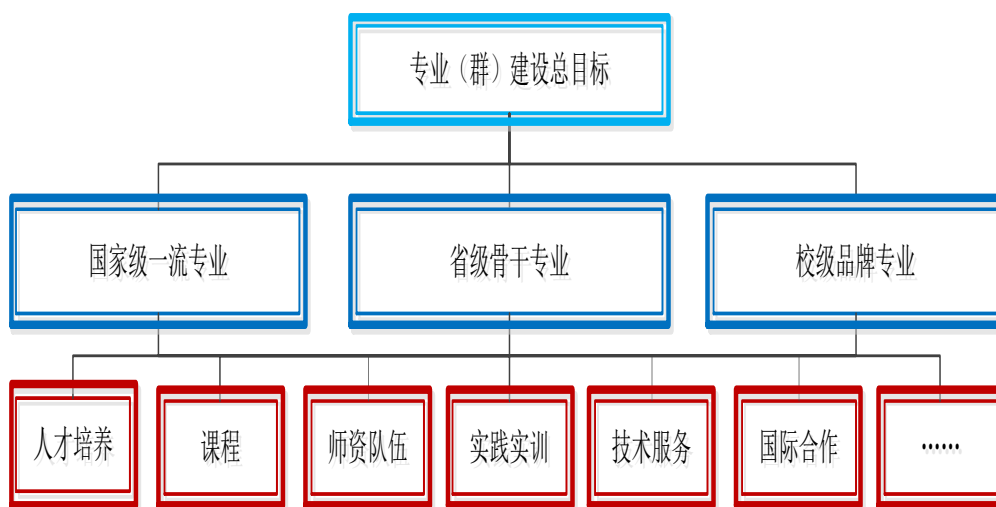 专业（群）建设总目标
国家级一流专业
省级骨干专业
校级品牌专业
人才培养
课程
师资队伍
实践实训
技术服务
国际合作
……